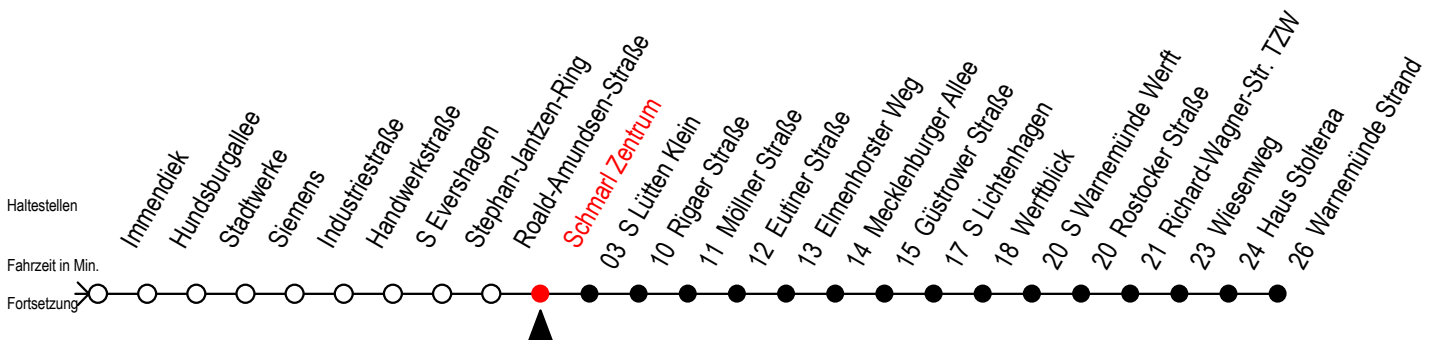 Haltestellen
Fahrzeit in Min.
Fortsetzung
Immendiek
Hundsburgallee
Stadtwerke
Siemens
Industriestraße
Handwerkstraße
S Evershagen
Stephan-Jantzen-Ring
Roald-Amundsen-Straße
Schmarl Zentrum
03 S Lütten Klein
10 Rigaer Straße
11 Möllner Straße
12 Eutiner Straße
13 Elmenhorster Weg
14 Mecklenburger Allee
15 Güstrower Straße
17 S Lichtenhagen
18 Werftblick
20 S Warnemünde Werft
20 Rostocker Straße
21 Richard-Wagner-Str. TZW
23 Wiesenweg
24 Haus Stolteraa
26 Warnemünde Strand